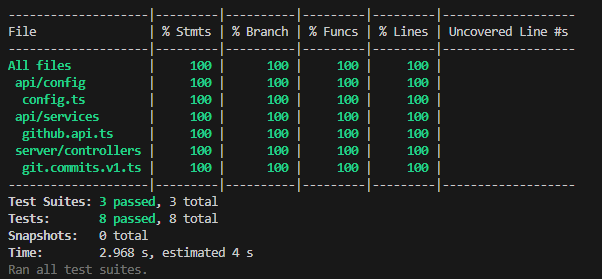 --------------------|---------|----------|---------|---------|-------------------
File                | % Stmts | % Branch | % Funcs | % Lines | Uncovered Line #s
--------------------|---------|----------|---------|---------|-------------------
All files           |     100 |      100 |     100 |     100 |
 api/config         |     100 |      100 |     100 |     100 |
  config.ts         |     100 |      100 |     100 |     100 |
 api/services       |     100 |      100 |     100 |     100 |
  github.api.ts     |     100 |      100 |     100 |     100 |
 server/controllers |     100 |      100 |     100 |     100 |
  git.commits.v1.ts |     100 |      100 |     100 |     100 |
--------------------|---------|----------|---------|---------|-------------------
Test Suites: 3 passed, 3 total
Tests:       8 passed, 8 total
Snapshots:   0 total
Time:        2.968 s, estimated 4 s
Ran all test suites.